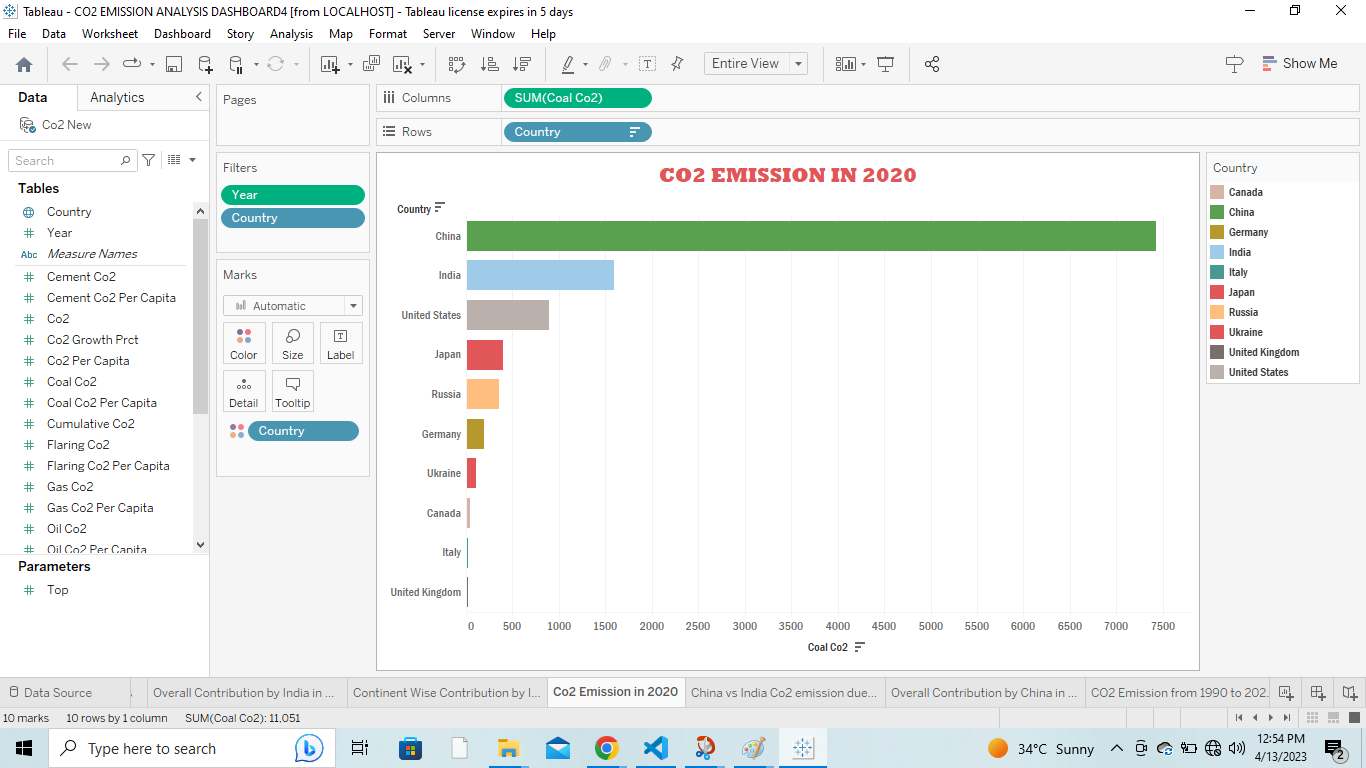 Tableau - CO2 EMISSION ANALYSIS DASHBOARD4 [from LOCALHOST] - Tableau license expires in 5 days
File Data Worksheet Dashboard Story Analysis Map Format Server Window Help
Entire View
Show Me
Data Analytics
Co2 New
Search
Tables
Country
Year
Abc Measure Names
Cement Co2
Cement Co2 Per Capita
Co2
Co2 Growth Prct
Co2 Per Capita
Coal Co2
Coal Co2 Per Capita
Cumulative Co2
Flaring Co2
Flaring Co2 Per Capita
Gas Co2
Gas Co2 Per Capita
Oil Co2
Oil Co2 Per Capita
Parameters
Top
Pages
Filters
Year
Country
Marks
Automatic
Color Size Label
Detail Tooltip
Country
Columns SUM(Coal Co2)
Rows Country
CO2 EMISSION IN 2020
Country
China
India
United States
Japan
Russia
Germany
Ukraine
Canada
Italy
United Kingdom
0 500 1000 1500 2000 2500 3000 3500 4000 4500 5000 5500 6000 6500 7000 7500
Coal Co2
Country
Canada
China
Germany
India
Italy
Japan
Russia
Ukraine
United Kingdom
United States
Data Source Overall Contribution by India in ... Continent Wise Contribution by I... Co2 Emission in 2020 China vs India Co2 emission due... Overall Contribution by China in ... CO2 Emission from 1990 to 202...
10 marks 10 rows by 1 column SUM(Coal Co2): 11,051
Type here to search
34°C Sunny
12:54 PM
4/13/2023
2